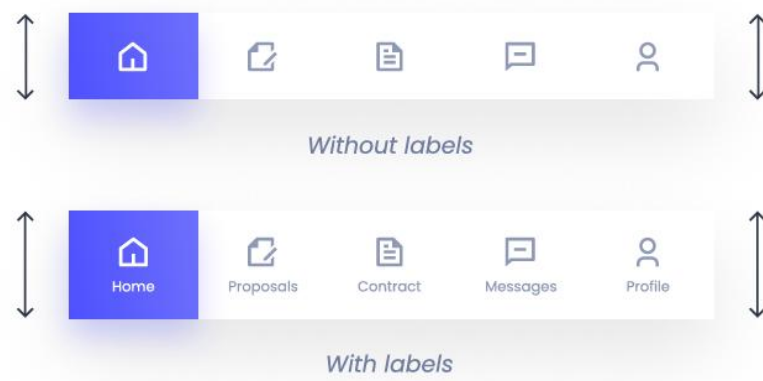 Without labels
Home Proposals Contract Messages Profile
With labels